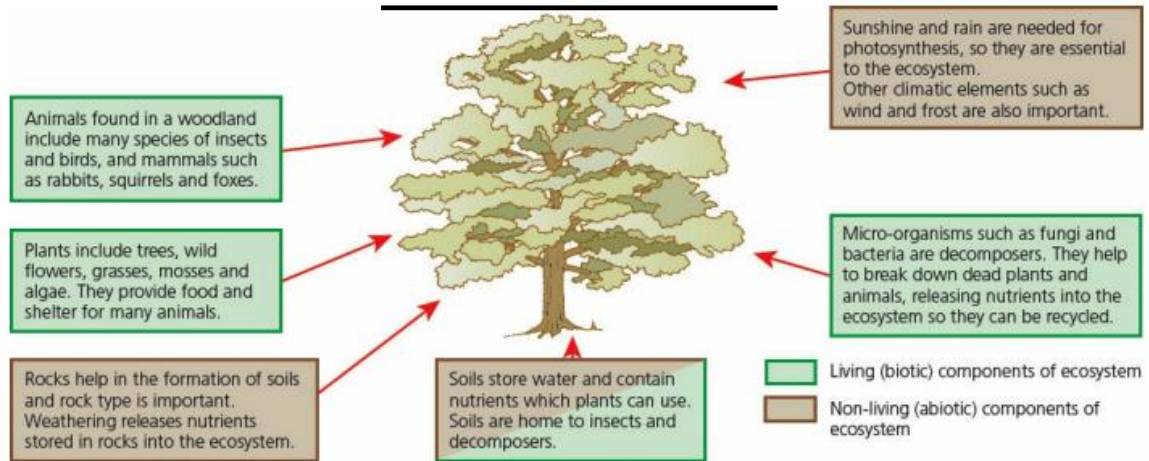 Sunshine and rain are needed for
photosynthesis, so they are essential
to the ecosystem.
Other climatic elements such as
wind and frost are also important.
Animals found in a woodland
include many species of insects
and birds, and mammals such
as rabbits, squirrels and foxes.
Plants include trees, wild
flowers, grasses, mosses and
algae. They provide food and
shelter for many animals.
Micro-organisms such as fungi and
bacteria are decomposers. They help
to break down dead plants and
animals, releasing nutrients into the
ecosystem so they can be recycled.
Rocks help in the formation of soils
and rock type is important.
Weathering releases nutrients
stored in rocks into the ecosystem.
Soils store water and contain
nutrients which plants can use.
Soils are home to insects and
decomposers.
Living (biotic) components of ecosystem
Non-living (abiotic) components of
ecosystem